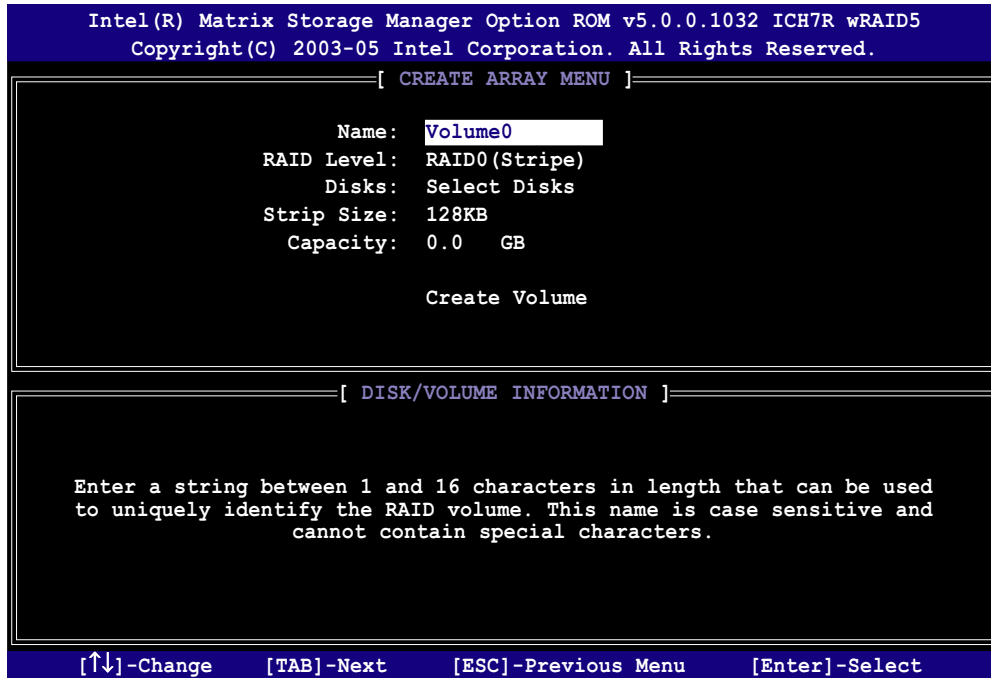 Intel(R) Matrix Storage Manager Option ROM v5.0.0.1032 ICH7R wRAID5
Copyright(C) 2003-05 Intel Corporation. All Rights Reserved.
[ CREATE ARRAY MENU ]
Name: Volume0
RAID Level: RAID0(Stripe)
Disks: Select Disks
Strip Size: 128KB
Capacity: 0.0 GB
Create Volume
[ DISK/VOLUME INFORMATION ]
Enter a string between 1 and 16 characters in length that can be used
to uniquely identify the RAID volume. This name is case sensitive and
cannot contain special characters.
[↑↓]-Change [TAB]-Next [ESC]-Previous Menu [Enter]-Select